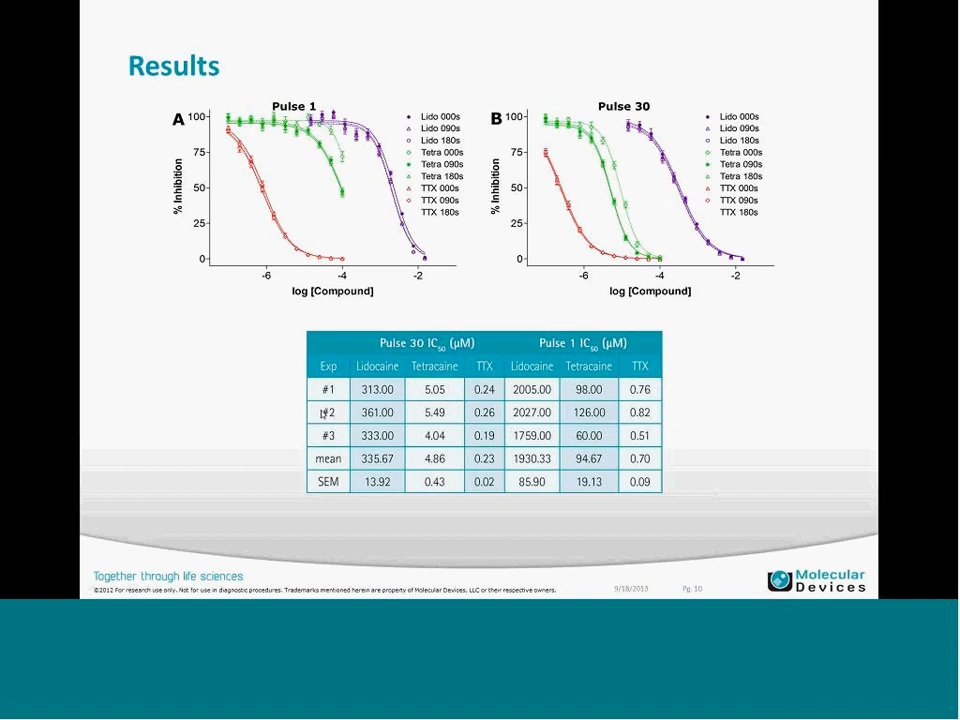 Results
A
Pulse 1
100
75
50
25
0
% Inhibition
-6 -4 -2
log [Compound]
Lido 000s
Lido 090s
Lido 180s
Tetra 000s
Tetra 090s
Tetra 180s
TTX 000s
TTX 090s
TTX 180s
B
Pulse 30
100
75
50
25
0
% Inhibition
-6 -4 -2
log [Compound]
Lido 000s
Lido 090s
Lido 180s
Tetra 000s
Tetra 090s
Tetra 180s
TTX 000s
TTX 090s
TTX 180s
Pulse 30 IC50 (µM) Pulse 1 IC50 (µM)
Exp Lidocaine Tetracaine TTX Lidocaine Tetracaine TTX
#1 313.00 5.05 0.24 2005.00 98.00 0.76
#2 361.00 5.49 0.26 2027.00 126.00 0.82
#3 333.00 4.04 0.19 1759.00 60.00 0.51
mean 335.67 4.86 0.23 1930.33 94.67 0.70
SEM 13.92 0.43 0.02 85.90 19.13 0.09
Together through life sciences
©2012 For research use only. Not for use in diagnostic procedures. Trademarks mentioned herein are property of Molecular Devices, LLC or their respective owners.
9/18/2013 Pg. 10
Molecular
Devices